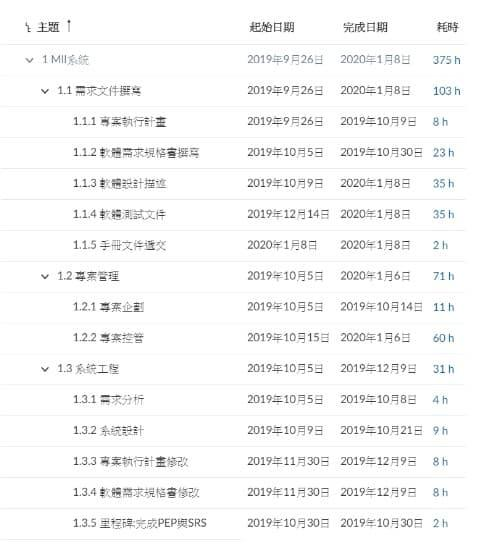 主題 ↑ 起始日期 完成日期 耗時
1 MII系統 2019年9月26日 2020年1月8日 375 h
1.1 需求文件撰寫 2019年9月26日 2020年1月8日 103 h
1.1.1 專案執行計畫 2019年9月26日 2019年10月9日 8 h
1.1.2 軟體需求規格書撰寫 2019年10月5日 2019年10月30日 23 h
1.1.3 軟體設計描述 2019年10月9日 2020年1月8日 35 h
1.1.4 軟體測試文件 2019年12月14日 2020年1月8日 35 h
1.1.5 手冊文件遞交 2020年1月8日 2020年1月8日 2 h
1.2 專案管理 2019年10月5日 2020年1月6日 71 h
1.2.1 專案企劃 2019年10月5日 2019年10月14日 11 h
1.2.2 專案控管 2019年10月15日 2020年1月6日 60 h
1.3 系統工程 2019年10月5日 2019年12月9日 31 h
1.3.1 需求分析 2019年10月5日 2019年10月8日 4 h
1.3.2 系統設計 2019年10月9日 2019年10月21日 9 h
1.3.3 專案執行計畫修改 2019年11月30日 2019年12月9日 8 h
1.3.4 軟體需求規格書修改 2019年11月30日 2019年12月9日 8 h
1.3.5 里程碑:完成PEP與SRS 2019年10月30日 2019年10月30日 2 h